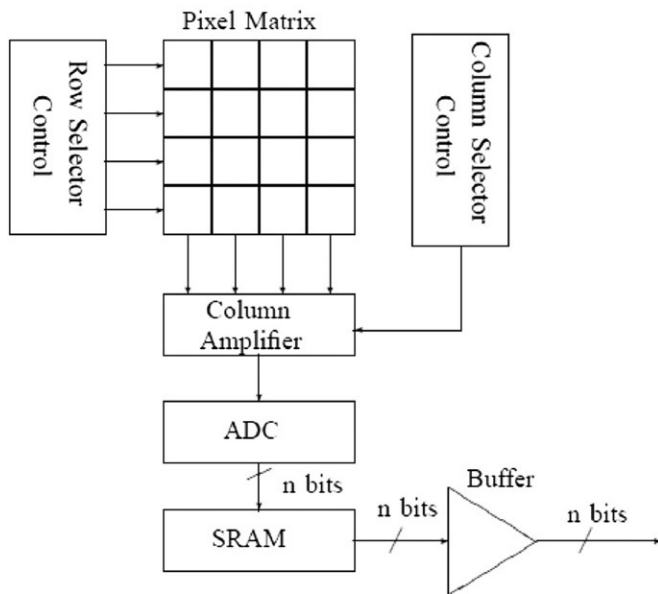 Pixel Matrix
Row Selector
Control
Column Selector
Control
Column
Amplifier
ADC
n bits
SRAM
n bits
Buffer
n bits